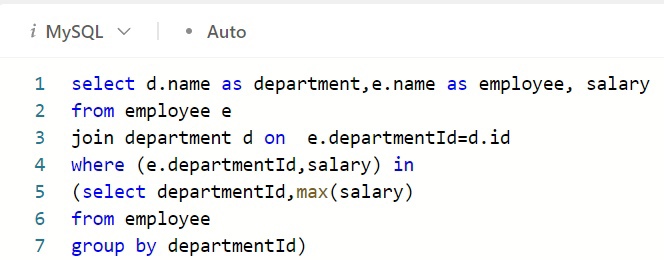 i MySQL Auto
1 select d.name as department,e.name as employee, salary
2 from employee e
3 join department d on  e.departmentId=d.id
4 where (e.departmentId,salary) in
5 (select departmentId,max(salary)
6 from employee
7 group by departmentId)